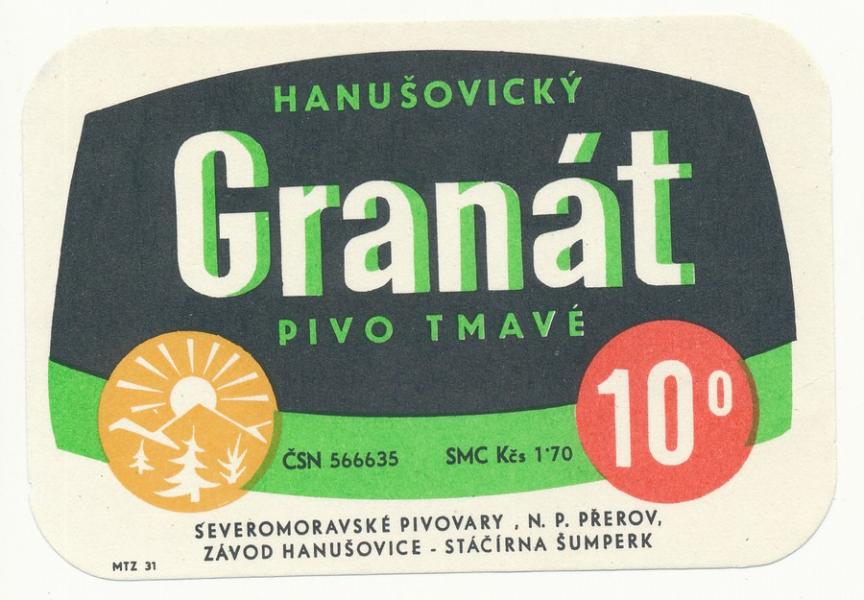 HANUŠOVICKÝ
Granát
PIVO TMAVÉ
10⁰
ČSN 566635 SMC Kčs 1·70
SEVEROMORAVSKÉ PIVOVARY , N. P. PŘEROV,
ZÁVOD HANUŠOVICE - STÁČÍRNA ŠUMPERK
MTZ 31